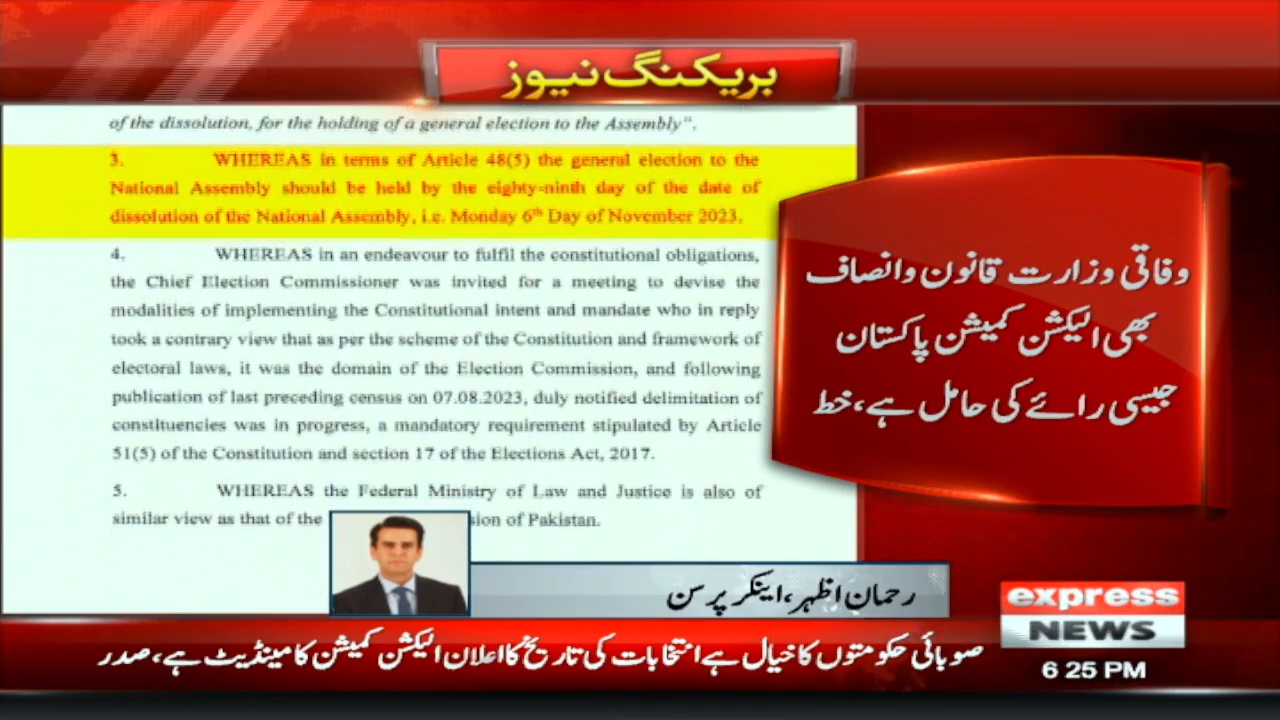 بریکنگ نیوز
of the dissolution, for the holding of a general election to the Assembly".
3. WHEREAS in terms of Article 48(5) the general election to the
National Assembly should be held by the eighty-ninth day of the date of
dissolution of the National Assembly, i.e. Monday 6th Day of November 2023.
4. WHEREAS in an endeavour to fulfil the constitutional obligations,
the Chief Election Commissioner was invited for a meeting to devise the
modalities of implementing the Constitutional intent and mandate who in reply
took a contrary view that as per the scheme of the Constitution and framework of
electoral laws, it was the domain of the Election Commission, and following
publication of last preceding census on 07.08.2023, duly notified delimitation of
constituencies was in progress, a mandatory requirement stipulated by Article
51(5) of the Constitution and section 17 of the Elections Act, 2017.
5. WHEREAS the Federal Ministry of Law and Justice is also of
similar view as that of the sion of Pakistan.
وفاقی وزارت قانون وانصاف
بھی الیکشن کمیشن پاکستان
جیسی رائے کی حامل ہے، خط
رحمان اظہر، اینکر پرسن
صوبائی حکومتوں کا خیال ہے انتخابات کی تاریخ کا اعلان الیکشن کمیشن کا مینڈیٹ ہے، صدر
express
NEWS
6 25 PM